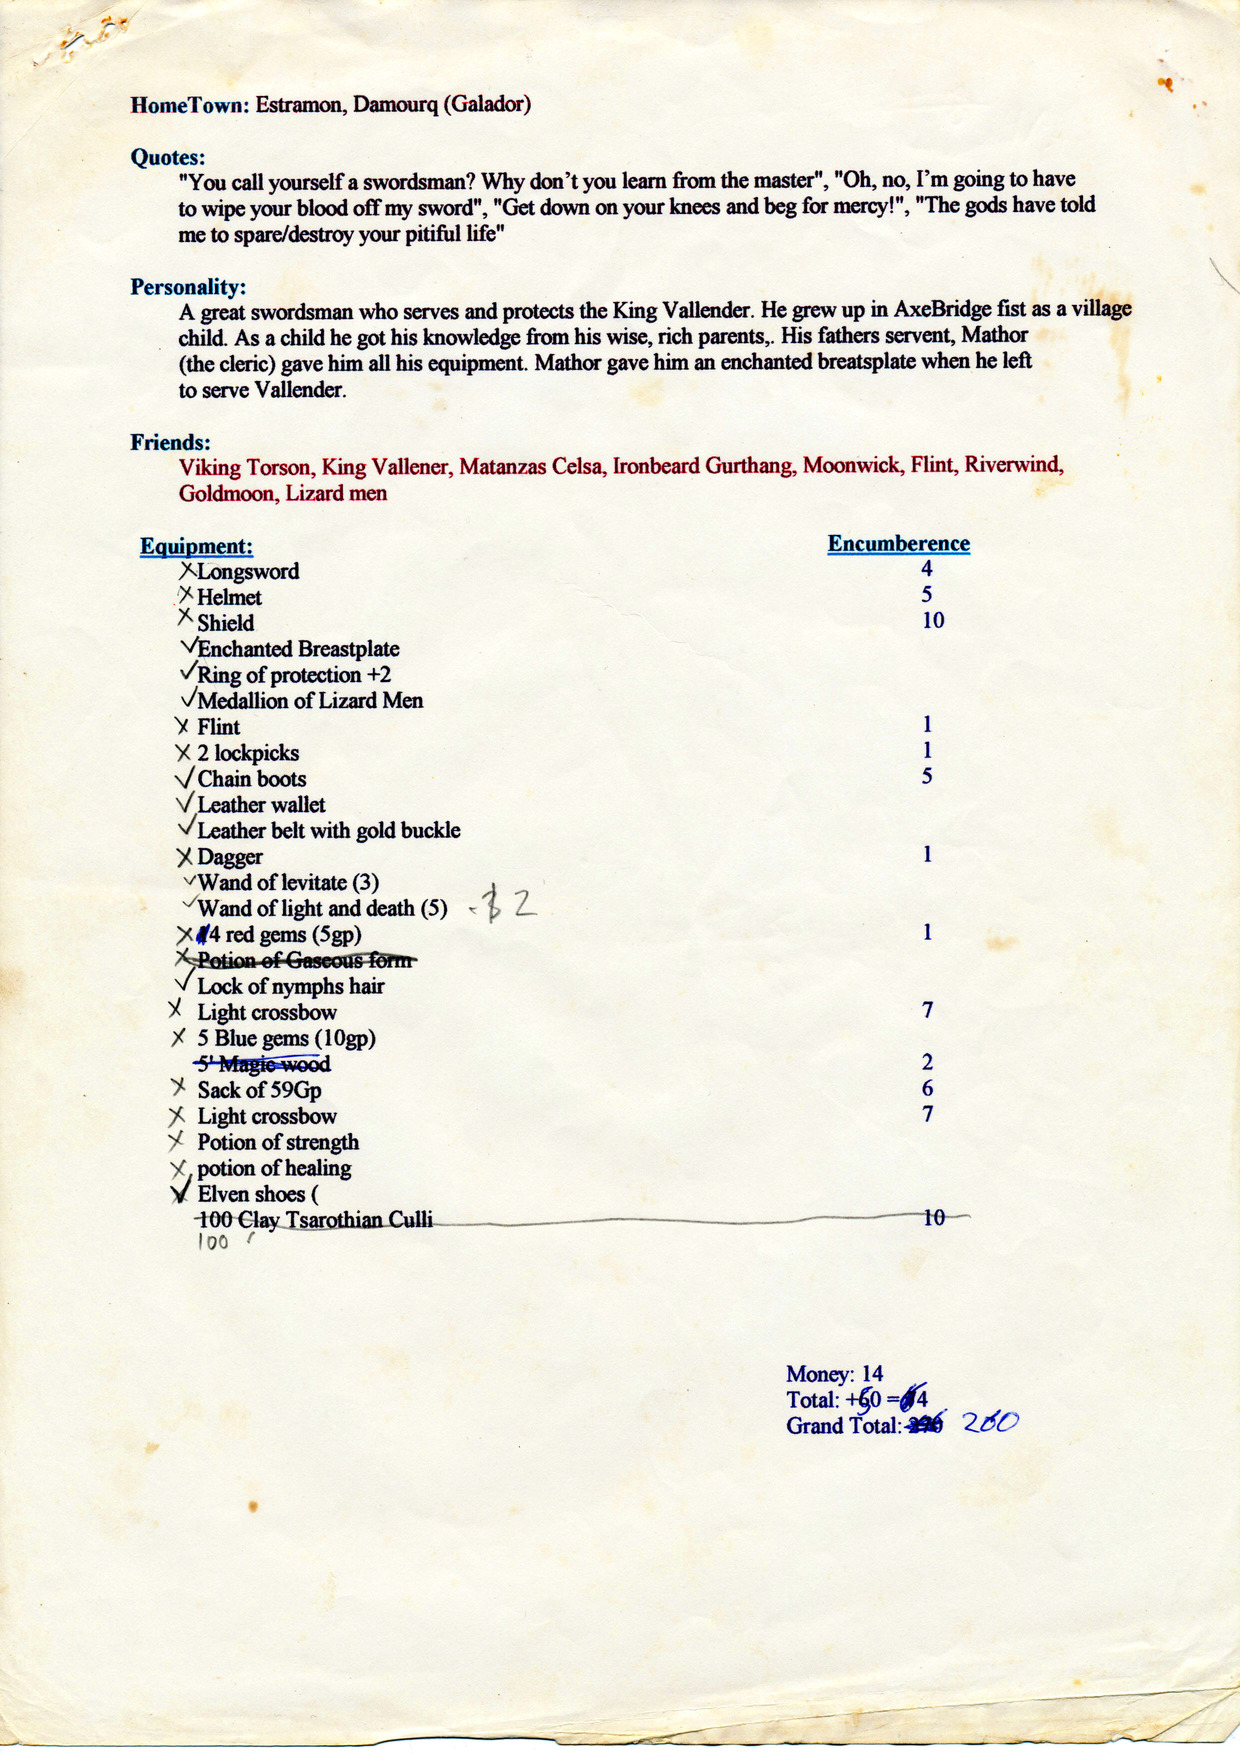 HomeTown: Estramon, Damourq (Galador)
Quotes:
"You call yourself a swordsman? Why don't you learn from the master", "Oh, no, I'm going to have
to wipe your blood off my sword", "Get down on your knees and beg for mercy!", "The gods have told
me to spare/destroy your pitiful life"
Personality:
A great swordsman who serves and protects the King Vallender. He grew up in AxeBridge fist as a village
child. As a child he got his knowledge from his wise, rich parents,. His fathers servent, Mathor
(the cleric) gave him all his equipment. Mathor gave him an enchanted breatsplate when he left
to serve Vallender.
Friends:
Viking Torson, King Vallener, Matanzas Celsa, Ironbeard Gurthang, Moonwick, Flint, Riverwind,
Goldmoon, Lizard men
Equipment: Encumberence
Longsword 4
Helmet 5
Shield 10
Enchanted Breastplate
Ring of protection +2
Medallion of Lizard Men
Flint 1
2 lockpicks 1
Chain boots 5
Leather wallet
Leather belt with gold buckle
Dagger 1
Wand of levitate (3)
Wand of light and death (5) 2
4 red gems (5gp) 1
Potion of Gaseous form
Lock of nymphs hair
Light crossbow 7
5 Blue gems (10gp)
5' Magic wood 2
Sack of 59Gp 6
Light crossbow 7
Potion of strength
potion of healing
Elven shoes (
100 Clay Tsarothian Culli 10
100
Money: 14
Total: + 0 = 4
Grand Total: 260